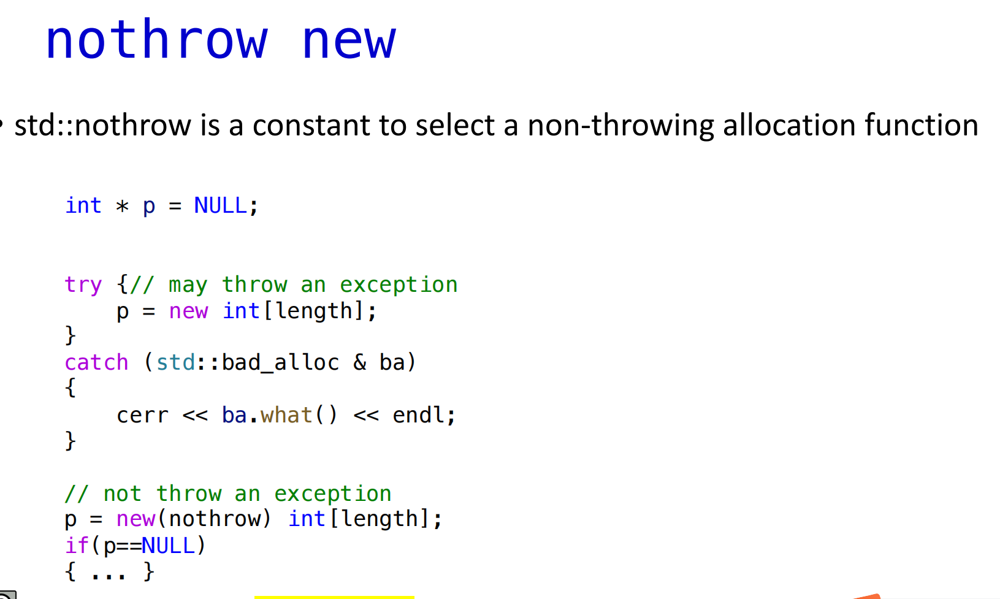 nothrow new
• std::nothrow is a constant to select a non-throwing allocation function
int * p = NULL;
try {// may throw an exception
    p = new int[length];
}
catch (std::bad_alloc & ba)
{
    cerr << ba.what() << endl;
}
// not throw an exception
p = new(nothrow) int[length];
if(p==NULL)
{ ... }